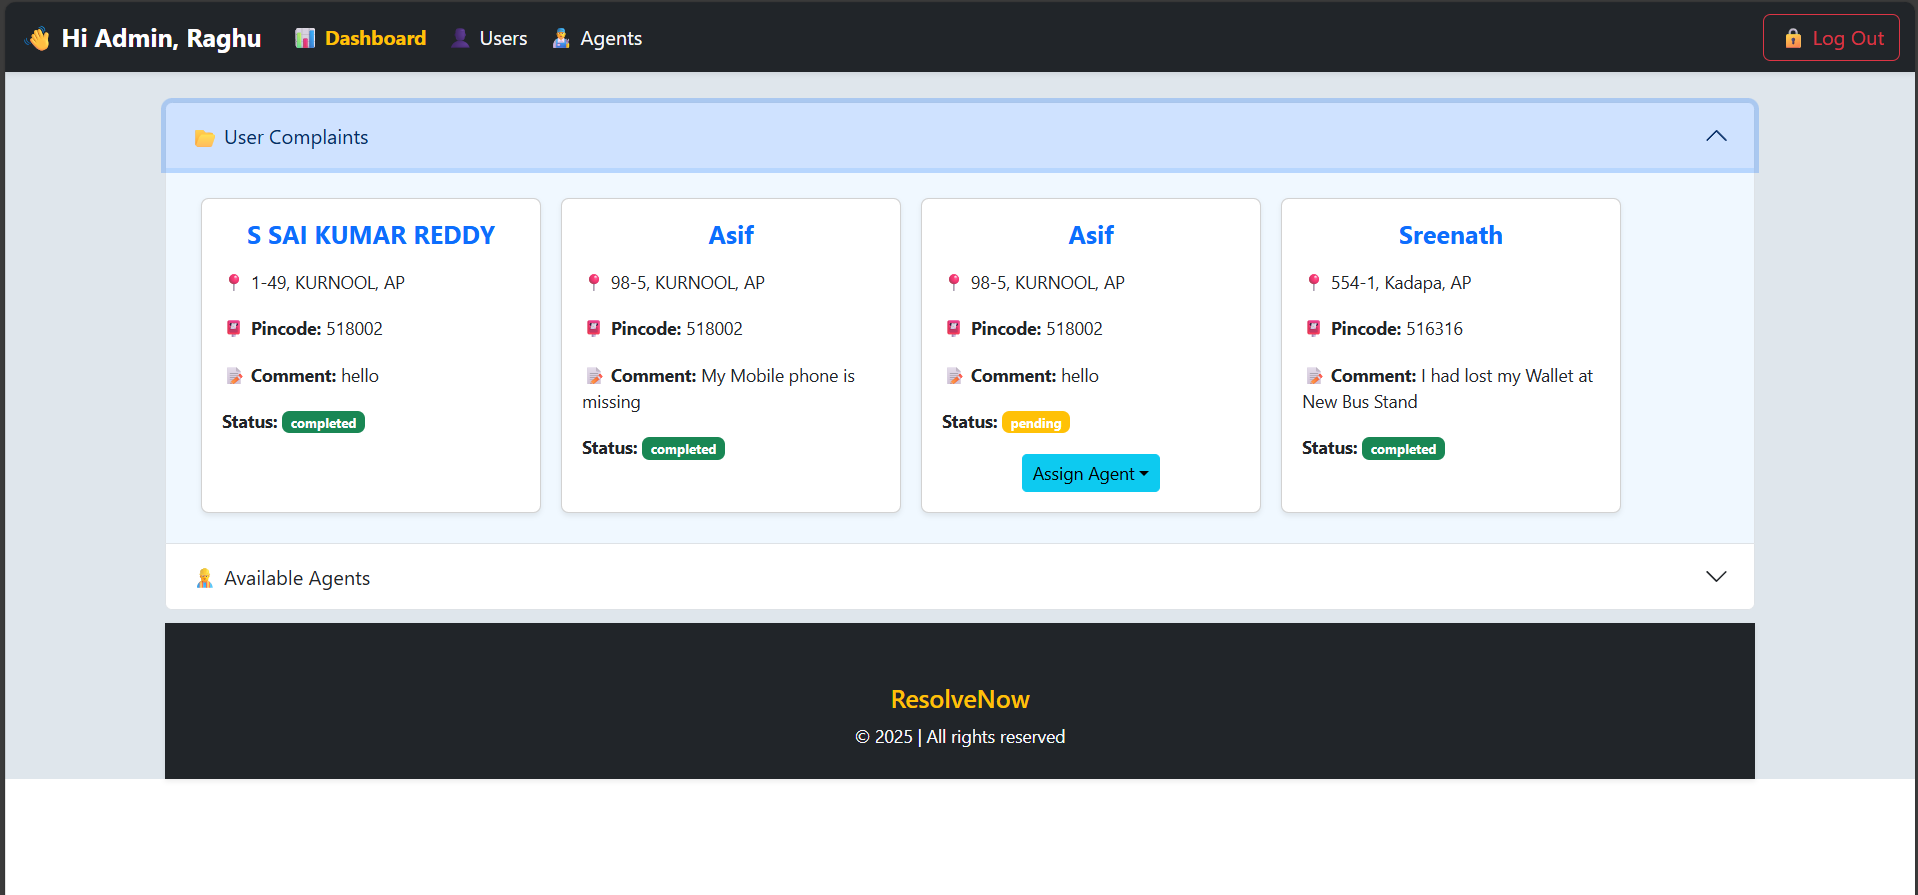 Hi Admin, Raghu
Dashboard
Users
Agents
Log Out
User Complaints
S SAI KUMAR REDDY
1-49, KURNOOL, AP
Pincode: 518002
Comment: hello
Status: completed
Asif
98-5, KURNOOL, AP
Pincode: 518002
Comment: My Mobile phone is
missing
Status: completed
Asif
98-5, KURNOOL, AP
Pincode: 518002
Comment: hello
Status: pending
Assign Agent
Sreenath
554-1, Kadapa, AP
Pincode: 516316
Comment: I had lost my Wallet at
New Bus Stand
Status: completed
Available Agents
ResolveNow
© 2025 | All rights reserved